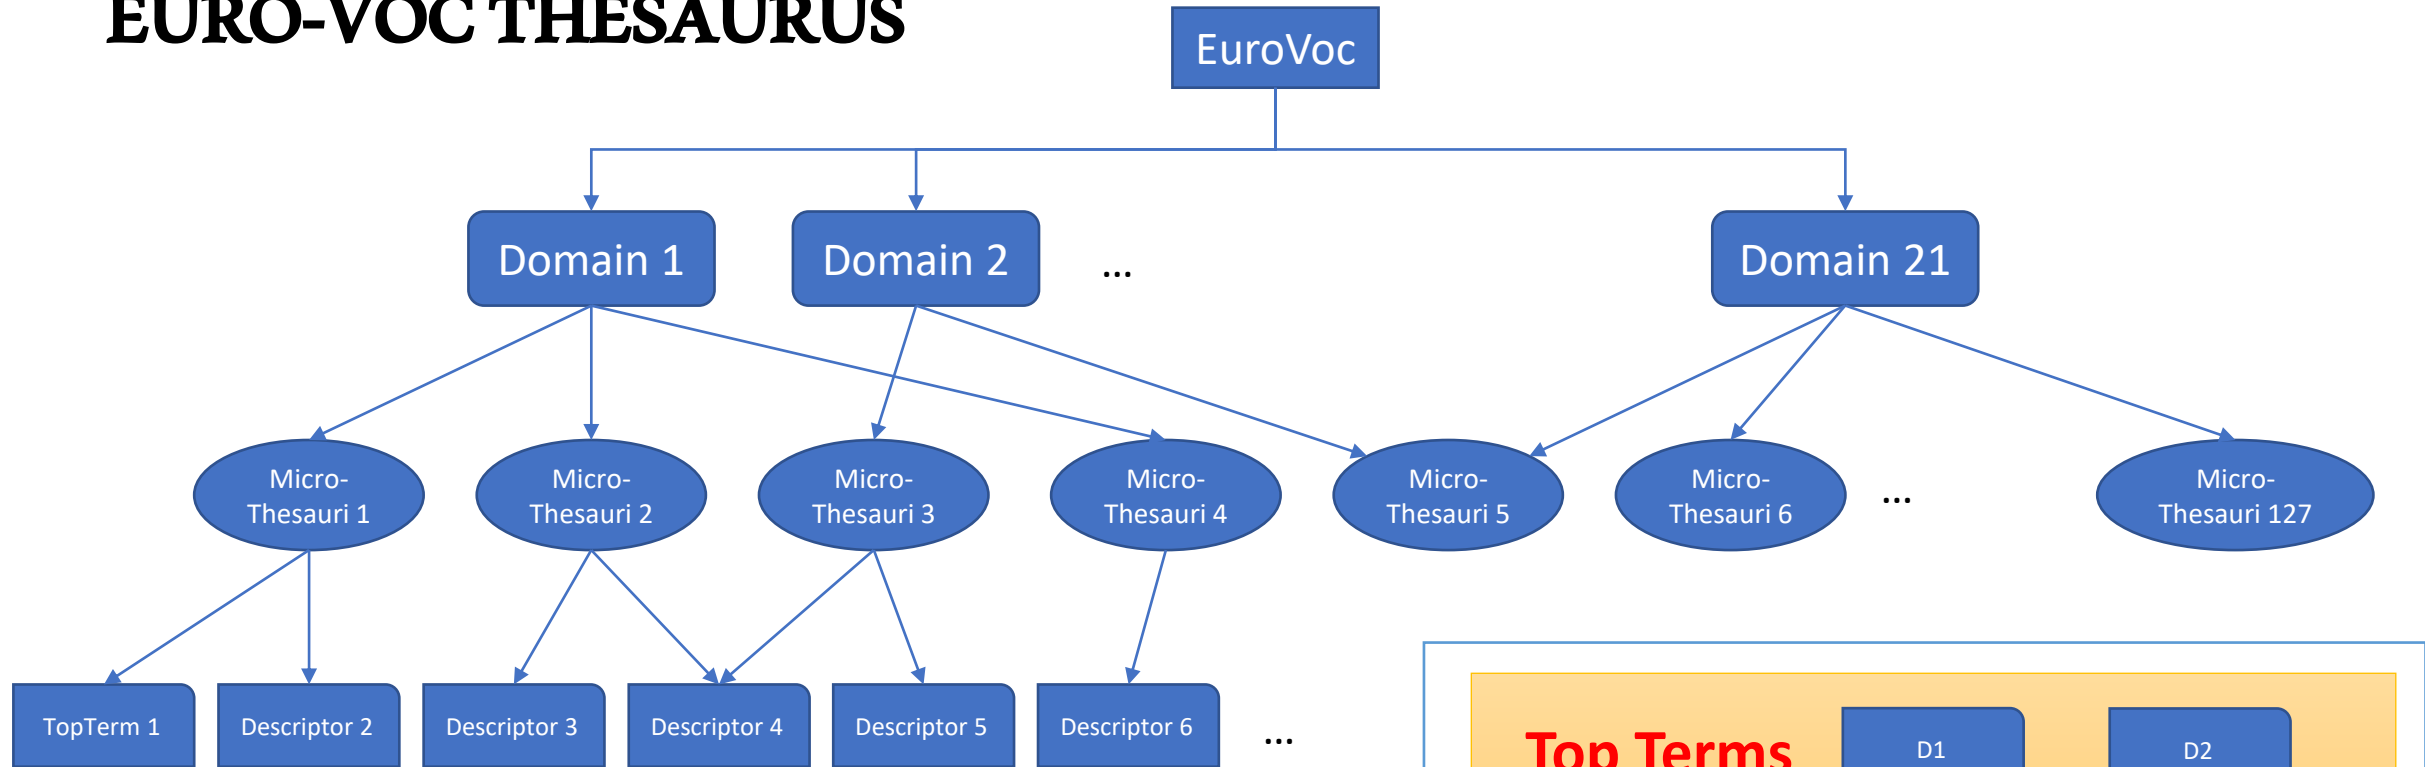 EURO-VOC THESAURUS
EuroVoc
Domain 1
Domain 2
...
Domain 21
Micro-
Thesauri 1
Micro-
Thesauri 2
Micro-
Thesauri 3
Micro-
Thesauri 4
Micro-
Thesauri 5
Micro-
Thesauri 6
...
Micro-
Thesauri 127
TopTerm 1
Descriptor 2
Descriptor 3
Descriptor 4
Descriptor 5
Descriptor 6
...
Top Terms
D1
D2